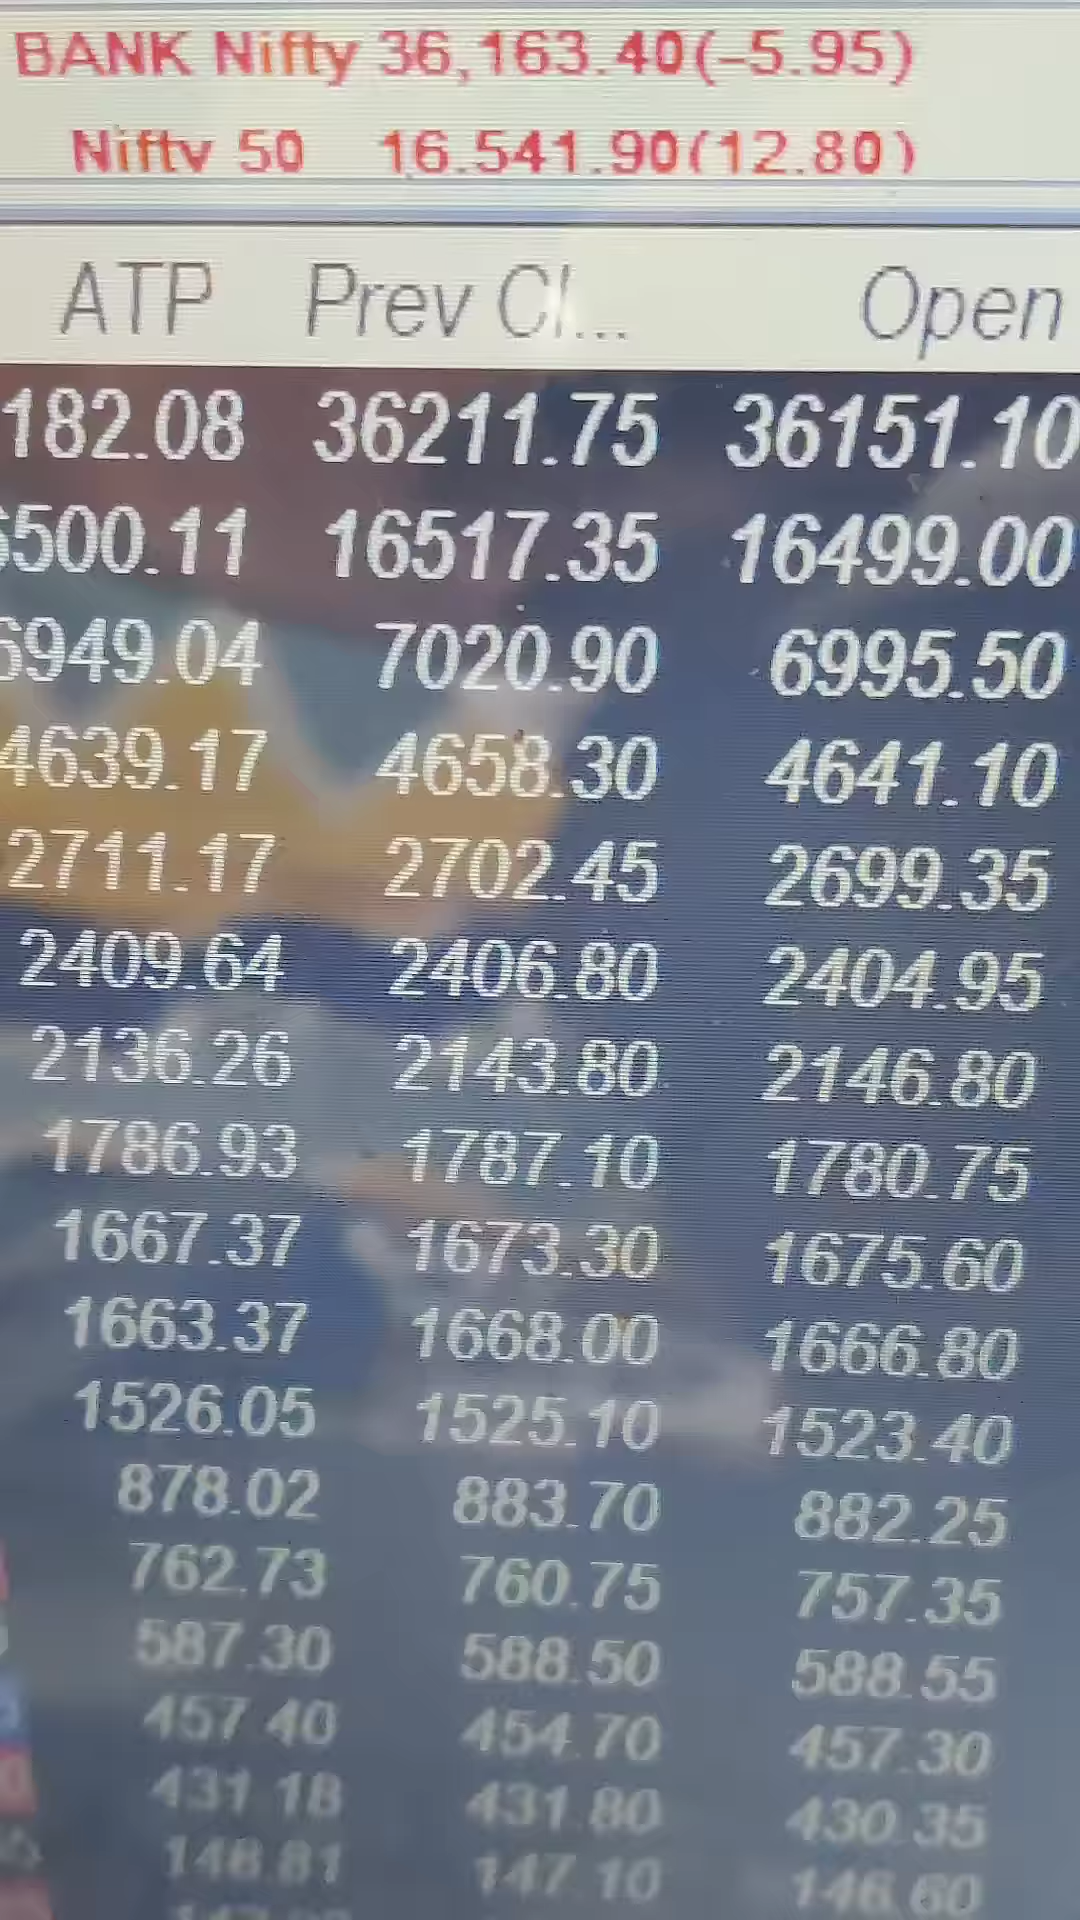 BANK Nifty 36,163.40(-5.95)
Nifty 50 16.541.90(12.80)
ATP Prev Cl... Open
182.08 36211.75 36151.10
500.11 16517.35 16499.00
6949.04 7020.90 6995.50
4639.17 4658.30 4641.10
2711.17 2702.45 2699.35
2409.64 2406.80 2404.95
2136.26 2143.80 2146.80
1786.93 1787.10 1780.75
1667.37 1673.30 1675.60
1663.37 1668.00 1666.80
1526.05 1525.10 1523.40
878.02 883.70 882.25
762.73 760.75 757.35
587.30 588.50 588.55
457.40 454.70 457.30
431.18 431.80 430.35
146.81 147.10 146.60